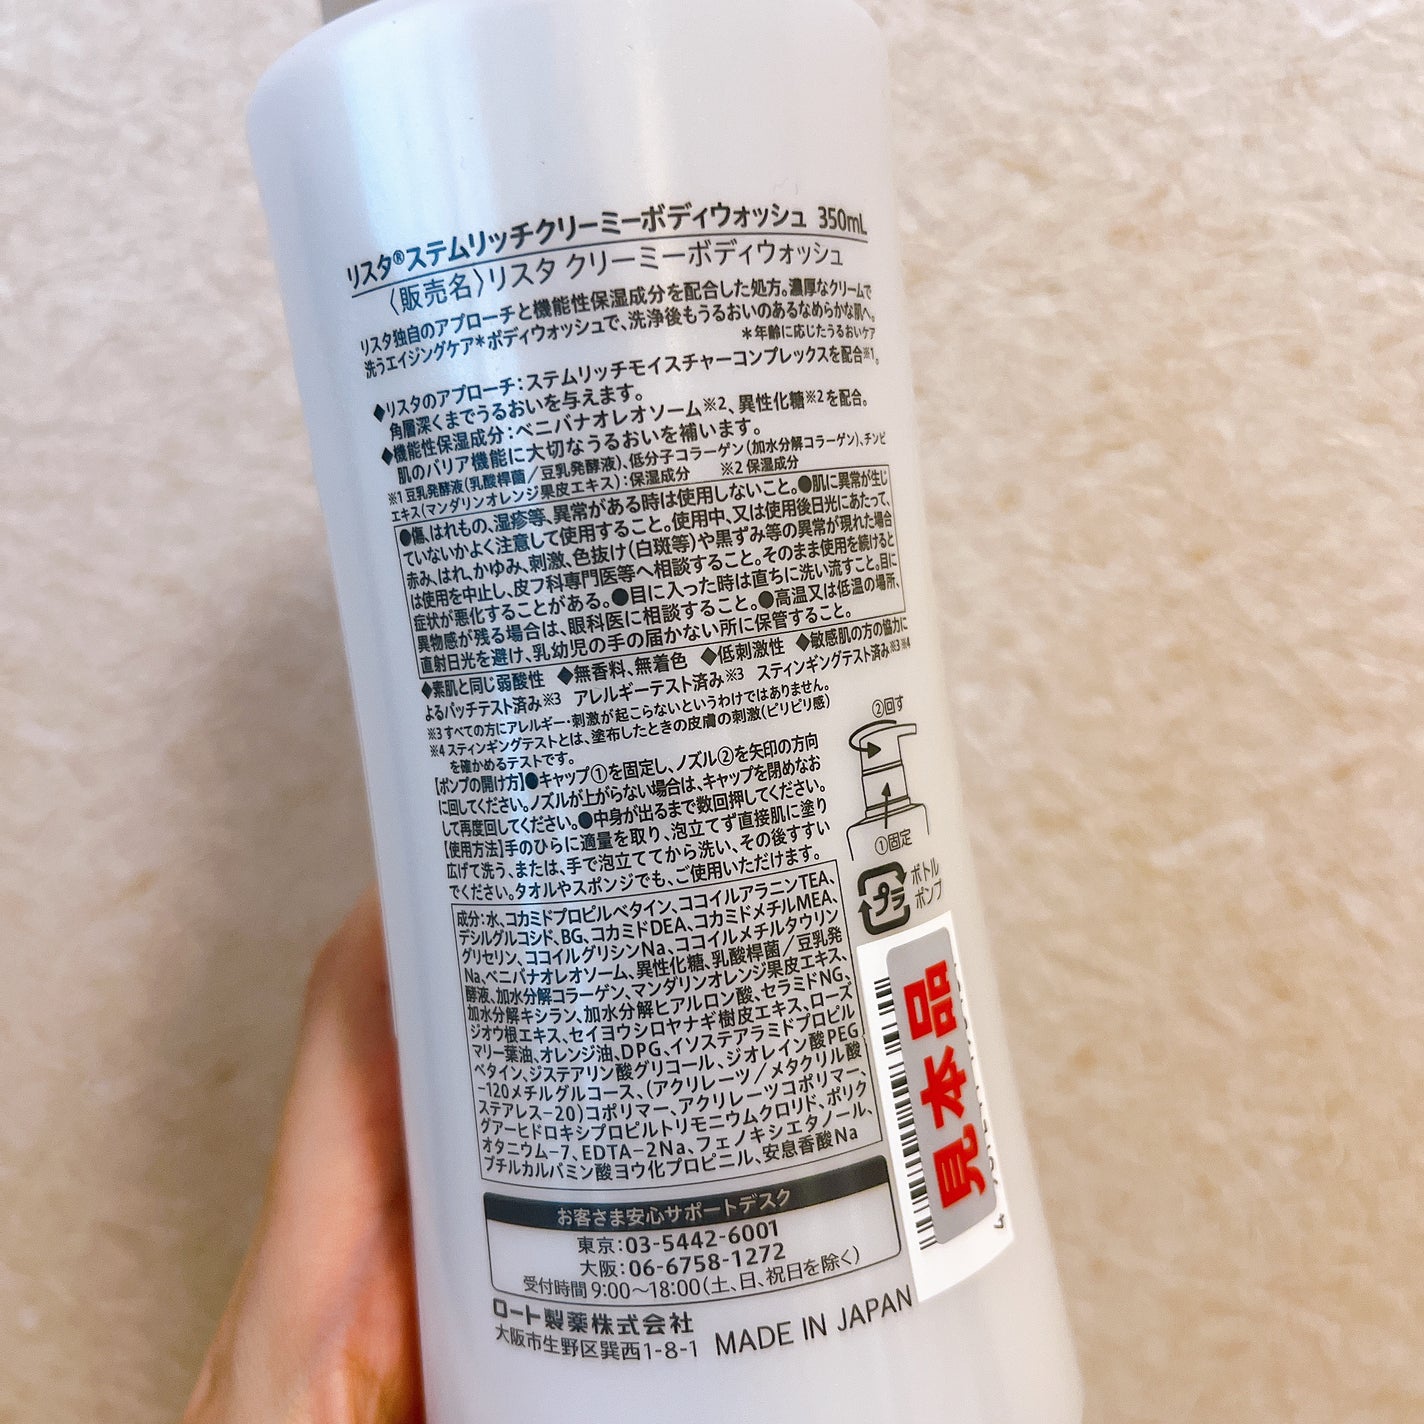 リスタ®ステムリッチクリーミーボディウォッシュ 350mL
〈販売名〉リスタ クリーミーボディウォッシュ
リスタ独自のアプローチと機能性保湿成分を配合した処方。濃厚なクリームで
洗うエイジングケア*ボディウォッシュで、洗浄後もうるおいのあるなめらかな肌へ。
*年齢に応じたうるおいケア
◆リスタのアプローチ：ステムリッチモイスチャーコンプレックスを配合※1。
角層深くまでうるおいを与えます。
◆機能性保湿成分：ベニバナオレオソーム※2、異性化糖※2を配合。
肌のバリア機能に大切なうるおいを補います。
※1 豆乳発酵液(乳酸桿菌／豆乳発酵液)、低分子コラーゲン(加水分解コラーゲン)、チンピ
エキス(マンダリンオレンジ果皮エキス)：保湿成分　※2 保湿成分
●傷、はれもの、湿疹等、異常がある時は使用しないこと。●肌に異常が生じ
ていないかよく注意して使用すること。使用中、又は使用後日光にあたって、
赤み、はれ、かゆみ、刺激、色抜け(白斑等)や黒ずみ等の異常が現れた場合
は使用を中止し、皮フ科専門医等へ相談すること。そのまま使用を続けると
症状が悪化することがある。●目に入った時は直ちに洗い流すこと。目に
異物感が残る場合は、眼科医に相談すること。●高温又は低温の場所、
直射日光を避け、乳幼児の手の届かない所に保管すること。
◆素肌と同じ弱酸性　◆無香料、無着色　◆低刺激性　◆敏感肌の方の協力に
よるパッチテスト済み※3　アレルギーテスト済み※3　スティンギングテスト済み※3※4
※3 すべての方にアレルギー・刺激が起こらないというわけではありません。
※4 スティンギングテストとは、塗布したときの皮膚の刺激(ピリピリ感)
を確かめるテストです。
【ポンプの開け方】●キャップ①を固定し、ノズル②を矢印の方向
に回してください。ノズルが上がらない場合は、キャップを閉めなお
して再度回してください。●中身が出るまで数回押してください。
【使用方法】手のひらに適量を取り、泡立てず直接肌に塗り
広げて洗う、または、手で泡立ててから洗い、その後すすい
でください。タオルやスポンジでも、ご使用いただけます。
②回す
①固定
プラ
ボトル
ポンプ
成分：水、コカミドプロピルベタイン、ココイルアラニンTEA、
デシルグルコシド、BG、コカミドDEA、コカミドメチルMEA、
グリセリン、ココイルグリシンNa、ココイルメチルタウリン
Na、ベニバナオレオソーム、異性化糖、乳酸桿菌／豆乳発
酵液、加水分解コラーゲン、マンダリンオレンジ果皮エキス、
加水分解キシラン、加水分解ヒアルロン酸、セラミドNG、
ジオウ根エキス、セイヨウシロヤナギ樹皮エキス、ローズ
マリー葉油、オレンジ油、DPG、イソステアラミドプロピル
ベタイン、ジステアリン酸グリコール、ジオレイン酸PEG
-120メチルグルコース、(アクリレーツ／メタクリル酸
ステアレス-20)コポリマー、アクリレーツコポリマー、
グアーヒドロキシプロピルトリモニウムクロリド、ポリク
オタニウム-7、EDTA-2Na、フェノキシエタノール、
ブチルカルバミン酸ヨウ化プロピニル、安息香酸Na
見本品
お客さま安心サポートデスク
東京：03-5442-6001
大阪：06-6758-1272
受付時間 9:00～18:00(土、日、祝日を除く)
ロート製薬株式会社
大阪市生野区巽西1-8-1 MADE IN JAPAN